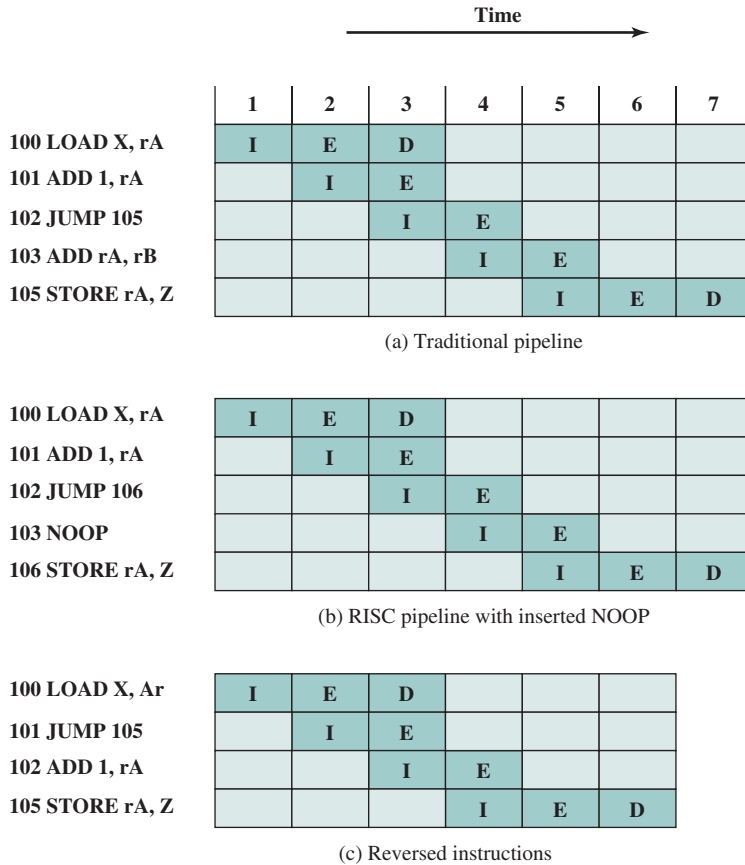 Time
1 2 3 4 5 6 7
100 LOAD X, rA I E D
101 ADD 1, rA I E
102 JUMP 105 I E
103 ADD rA, rB I E
105 STORE rA, Z I E D
(a) Traditional pipeline
100 LOAD X, rA I E D
101 ADD 1, rA I E
102 JUMP 106 I E
103 NOOP I E
106 STORE rA, Z I E D
(b) RISC pipeline with inserted NOOP
100 LOAD X, Ar I E D
101 JUMP 105 I E
102 ADD 1, rA I E
105 STORE rA, Z I E D
(c) Reversed instructions